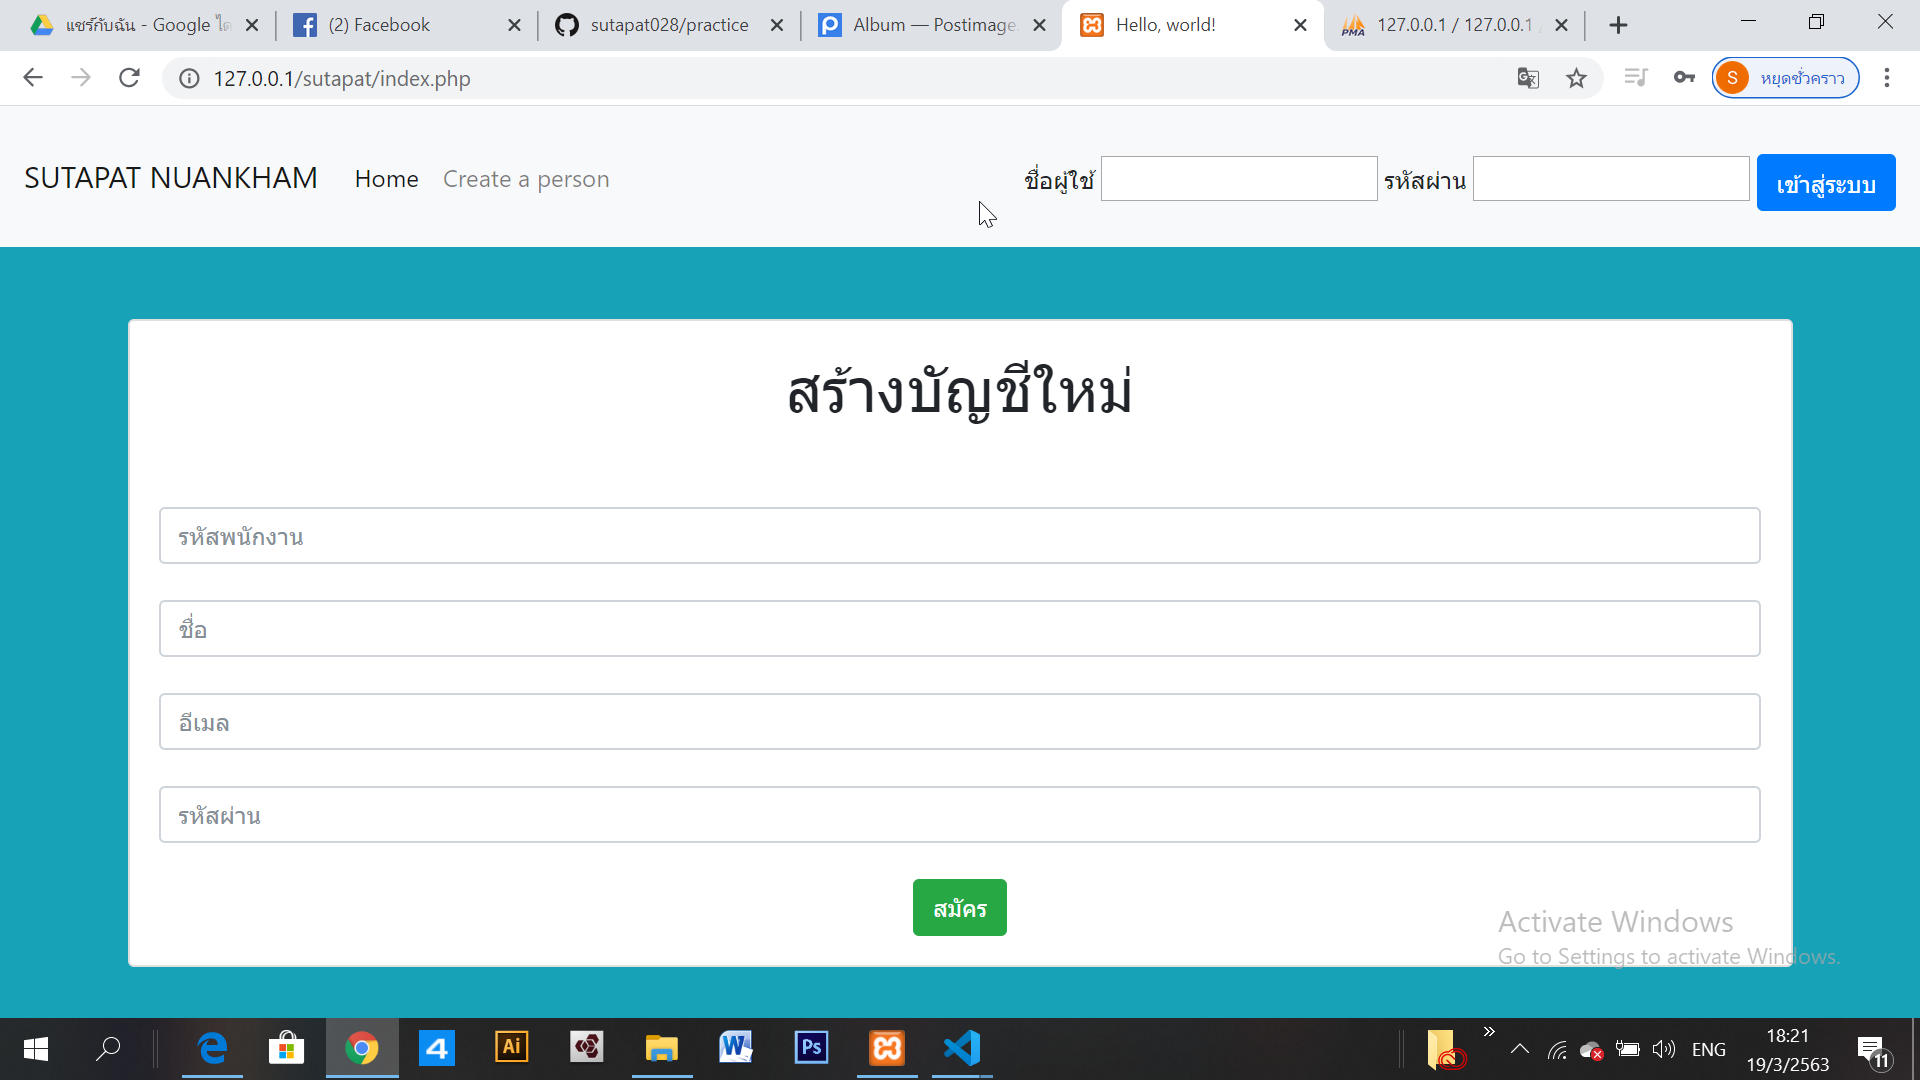 แชร์กับฉัน - Google ไ
(2) Facebook
sutapat028/practice
Album — Postimage
Hello, world!
127.0.0.1 / 127.0.0.1
127.0.0.1/sutapat/index.php
S หยุดชั่วคราว
SUTAPAT NUANKHAM Home Create a person ชื่อผู้ใช้ รหัสผ่าน เข้าสู่ระบบ
สร้างบัญชีใหม่
รหัสพนักงาน
ชื่อ
อีเมล
รหัสผ่าน
สมัคร
Activate Windows
Go to Settings to activate Windows.
ENG
18:21
19/3/2563
11